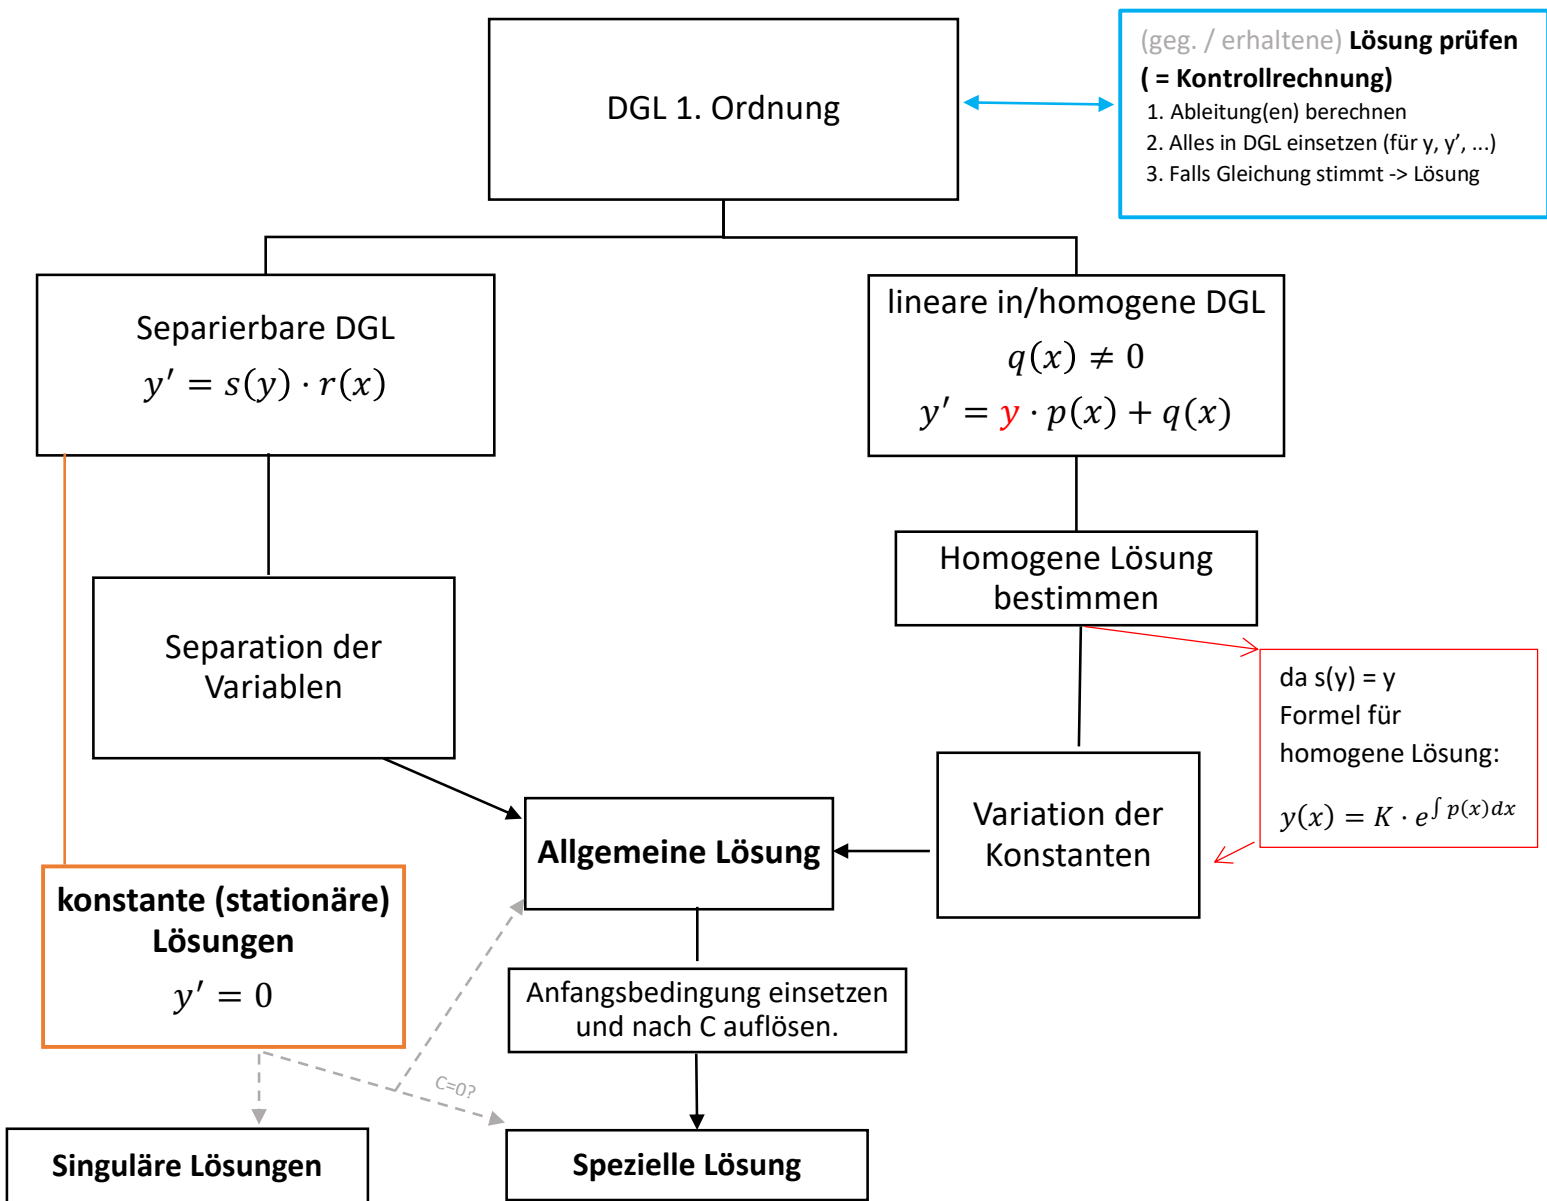 DGL 1. Ordnung
(geg. / erhaltene) Lösung prüfen
( = Kontrollrechnung)
1. Ableitung(en) berechnen
2. Alles in DGL einsetzen (für y, y’, ...)
3. Falls Gleichung stimmt -> Lösung
Separierbare DGL
y′ = s(y) · r(x)
lineare in/homogene DGL
q(x) ≠ 0
y′ = y · p(x) + q(x)
Homogene Lösung
bestimmen
Separation der
Variablen
da s(y) = y
Formel für
homogene Lösung:
y(x) = K · e^{∫ p(x)dx}
Variation der
Konstanten
Allgemeine Lösung
konstante (stationäre)
Lösungen
y′ = 0
Anfangsbedingung einsetzen
und nach C auflösen.
C=0?
Singuläre Lösungen
Spezielle Lösung